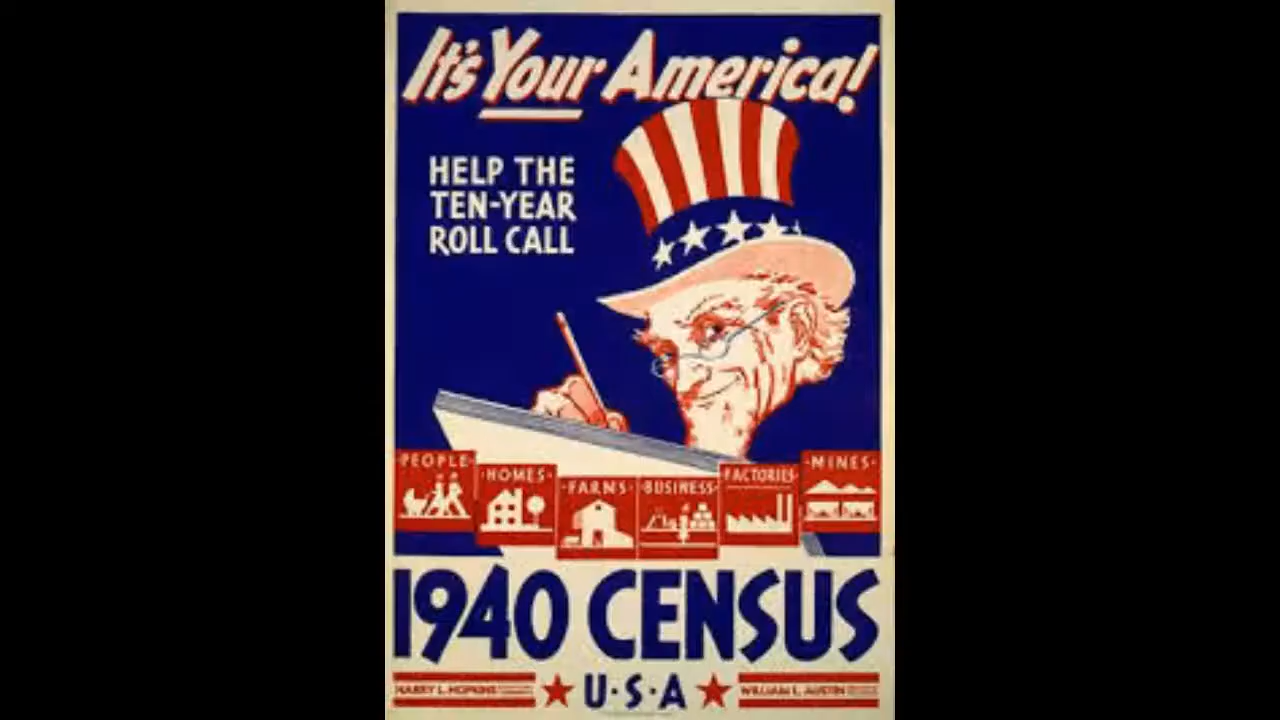 It's Your America!
HELP THE
TEN-YEAR
ROLL CALL
·PEOPLE·
·HOMES·
·FARMS·
·BUSINESS·
FACTORIES
·MINES·
1940 CENSUS
HARRY L. HOPKINS
U·S·A
WILLIAM L. AUSTIN